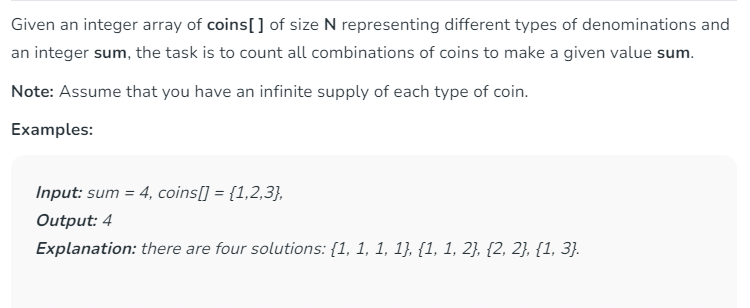 Given an integer array of coins[ ] of size N representing different types of denominations and
an integer sum, the task is to count all combinations of coins to make a given value sum.
Note: Assume that you have an infinite supply of each type of coin.
Examples:
Input: sum = 4, coins[] = {1,2,3},
Output: 4
Explanation: there are four solutions: {1, 1, 1, 1}, {1, 1, 2}, {2, 2}, {1, 3}.